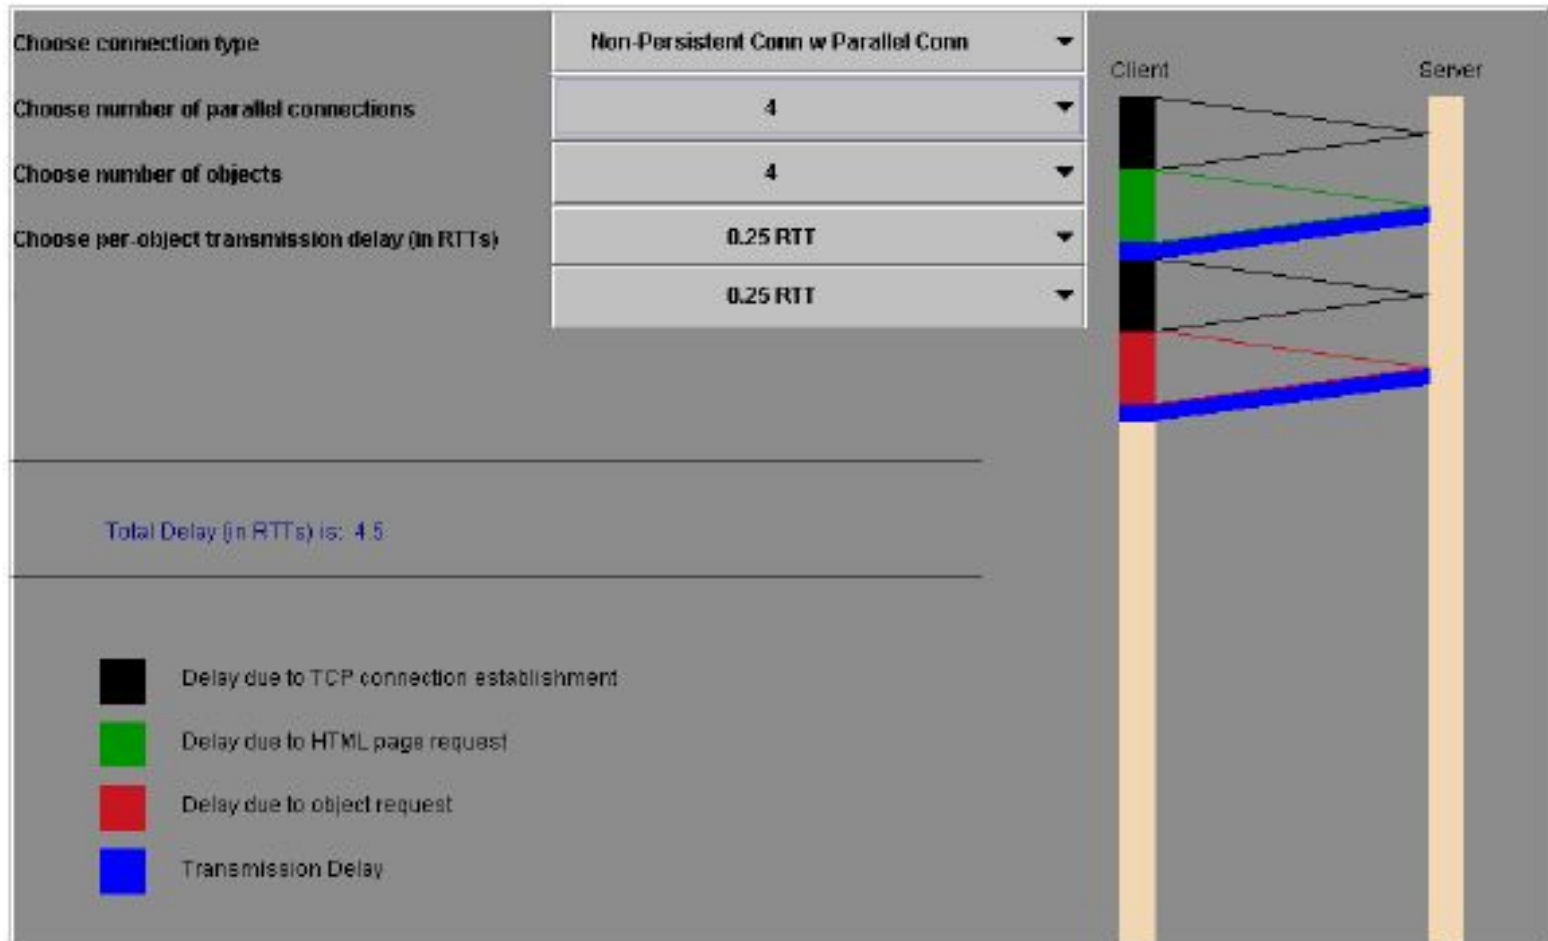 Choose connection type
Non-Persistent Conn w Parallel Conn
Client
Server
Choose number of parallel connections
4
Choose number of objects
4
Choose per-object transmission delay (in RTTs)
0.25 RTT
0.25 RTT
Total Delay (in RTTs) is: 4.5
Delay due to TCP connection establishment
Delay due to HTML page request
Delay due to object request
Transmission Delay